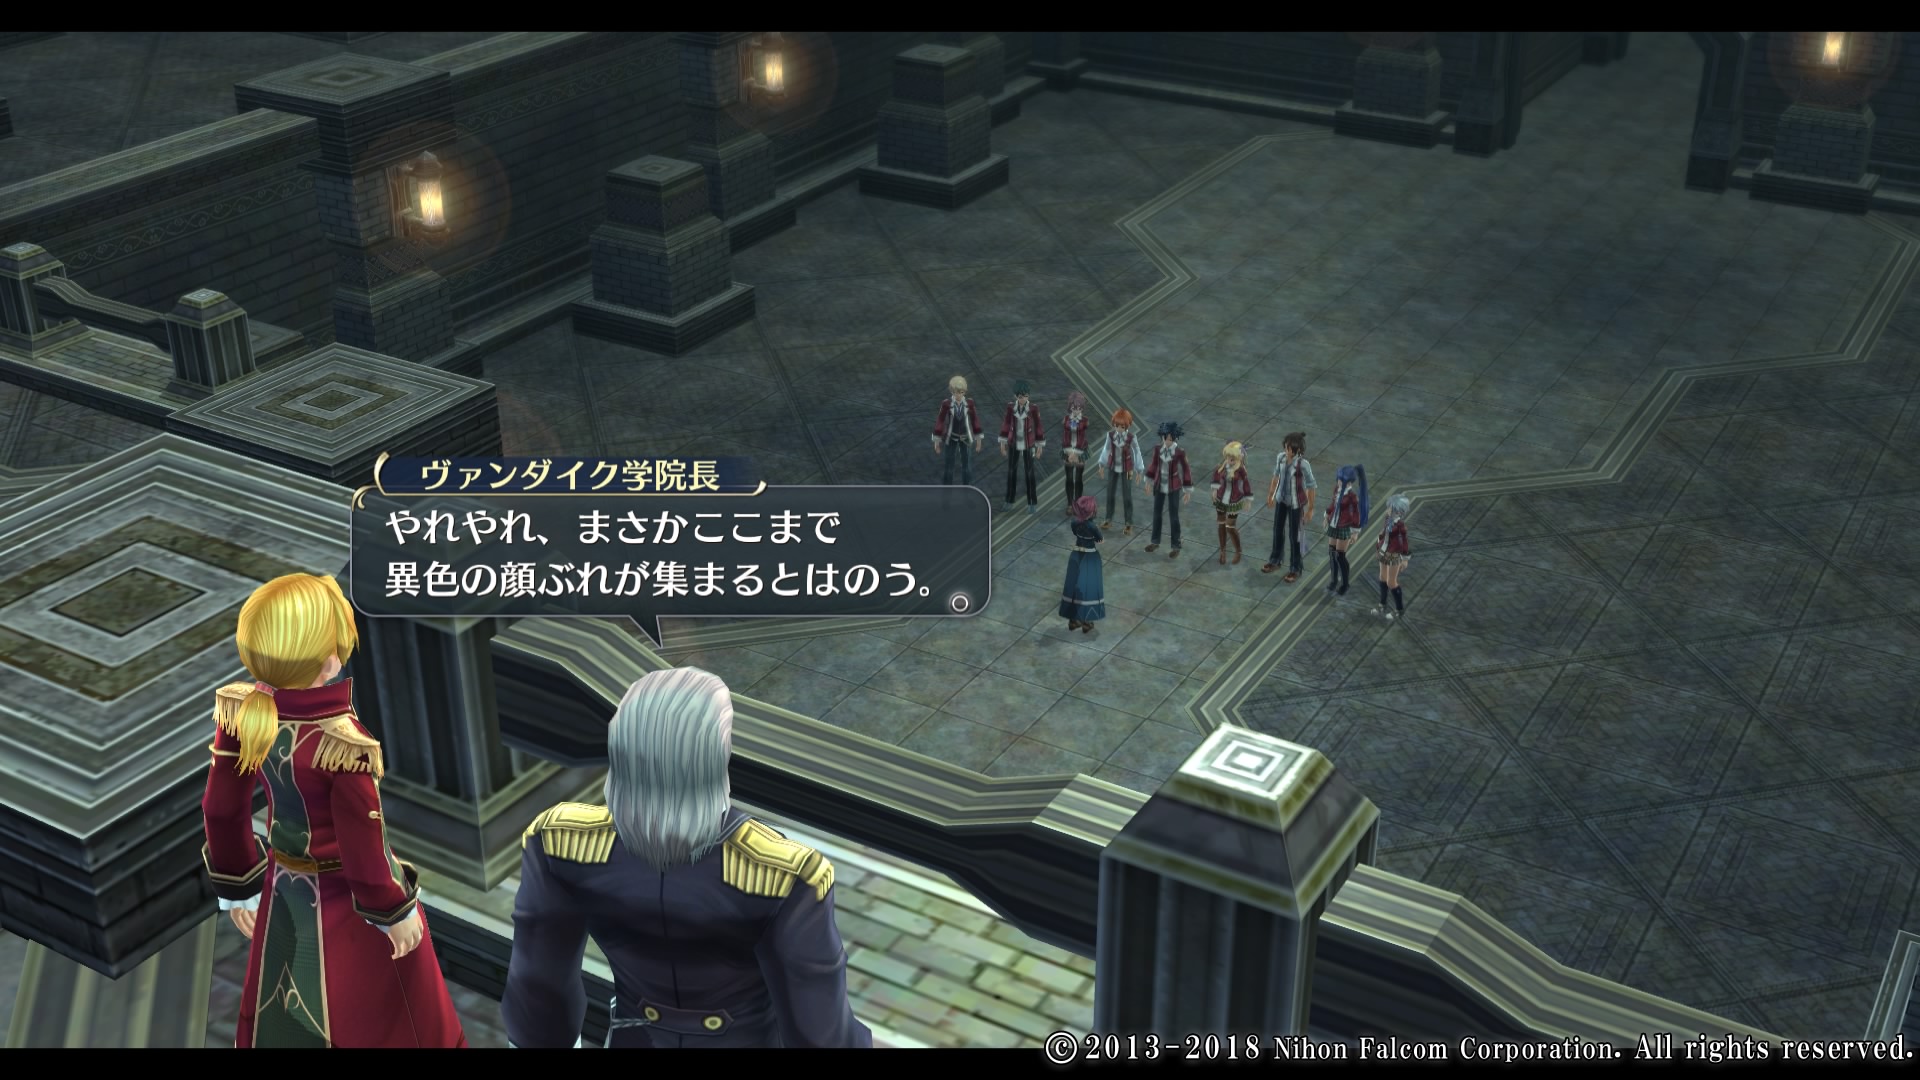 ヴァンダイク学院長
やれやれ、まさかここまで
異色の顔ぶれが集まるとはのう。
©2013-2018 Nihon Falcom Corporation. All rights reserved.